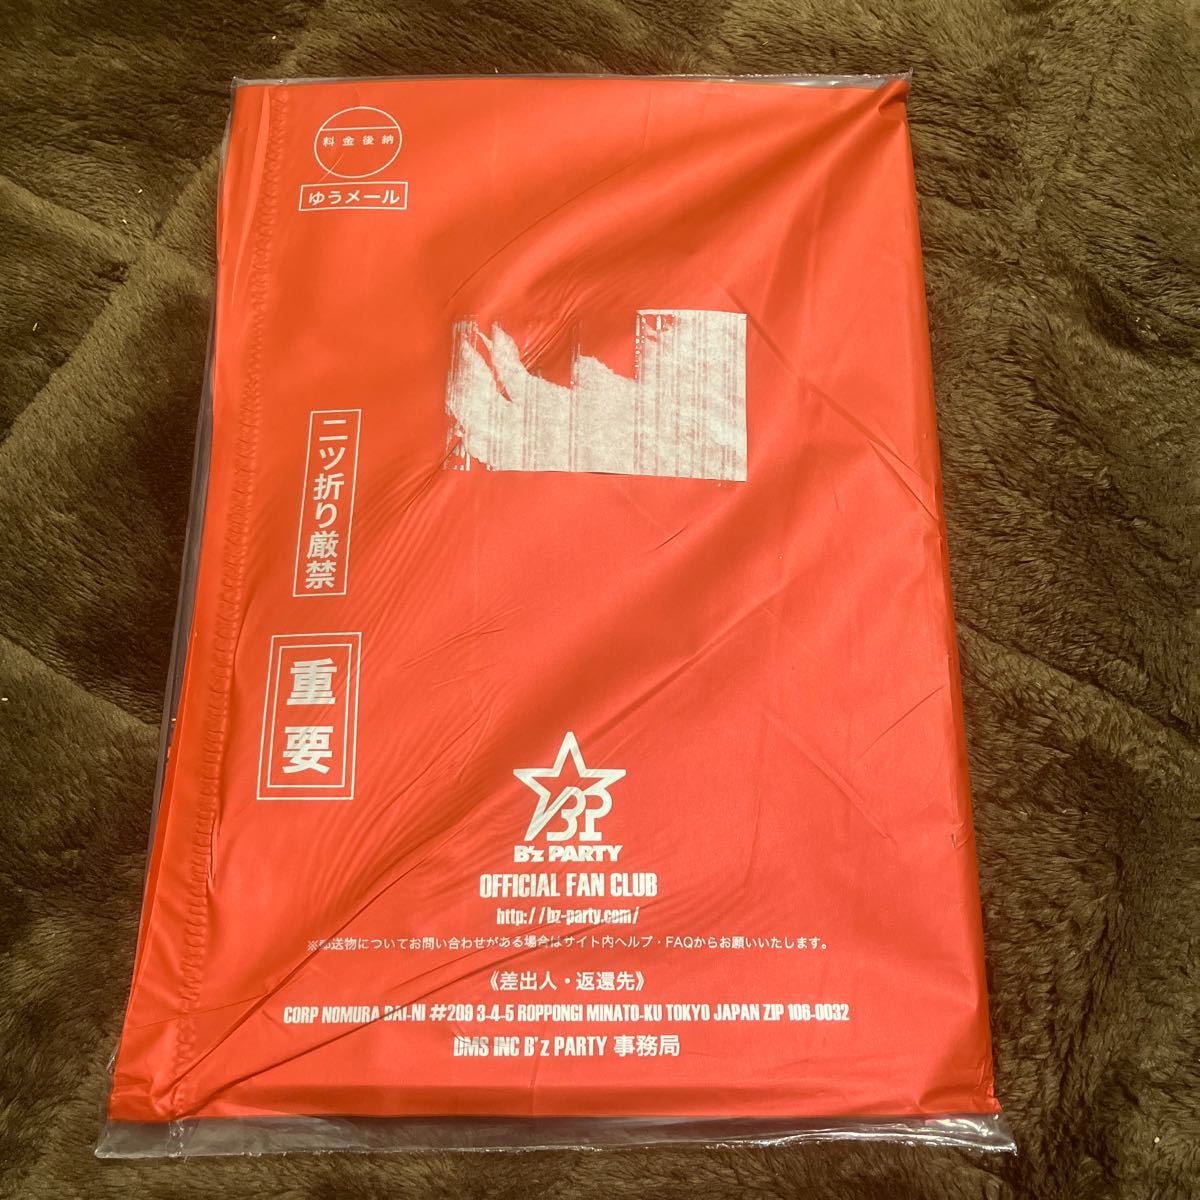 料金後納
ゆうメール
二ツ折り厳禁
重要
BP
B'z PARTY
OFFICIAL FAN CLUB
http://bz-party.com/
※郵送物についてお問い合わせがある場合はサイト内ヘルプ・FAQからお願いいたします。
《差出人・返還先》
CORP NOMURA DAI-NI #209 3-4-5 ROPPONGI MINATO-KU TOKYO JAPAN ZIP 106-0032
DMS INC B'z PARTY 事務局